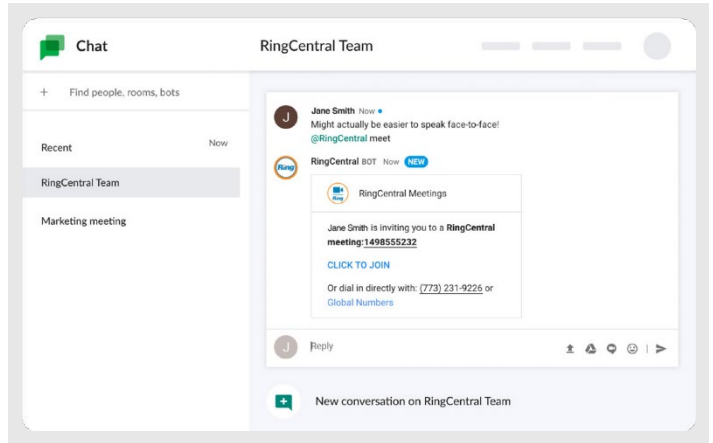 Chat
RingCentral Team
+ Find people, rooms, bots
Recent Now
RingCentral Team
Marketing meeting
J
Jane Smith Now
Might actually be easier to speak face-to-face!
@RingCentral meet
Ring
RingCentral BOT Now NEW
Ring
RingCentral Meetings
Jane Smith is inviting you to a RingCentral
meeting:1498555232
CLICK TO JOIN
Or dial in directly with: (773) 231-9226 or
Global Numbers
J
Reply
New conversation on RingCentral Team